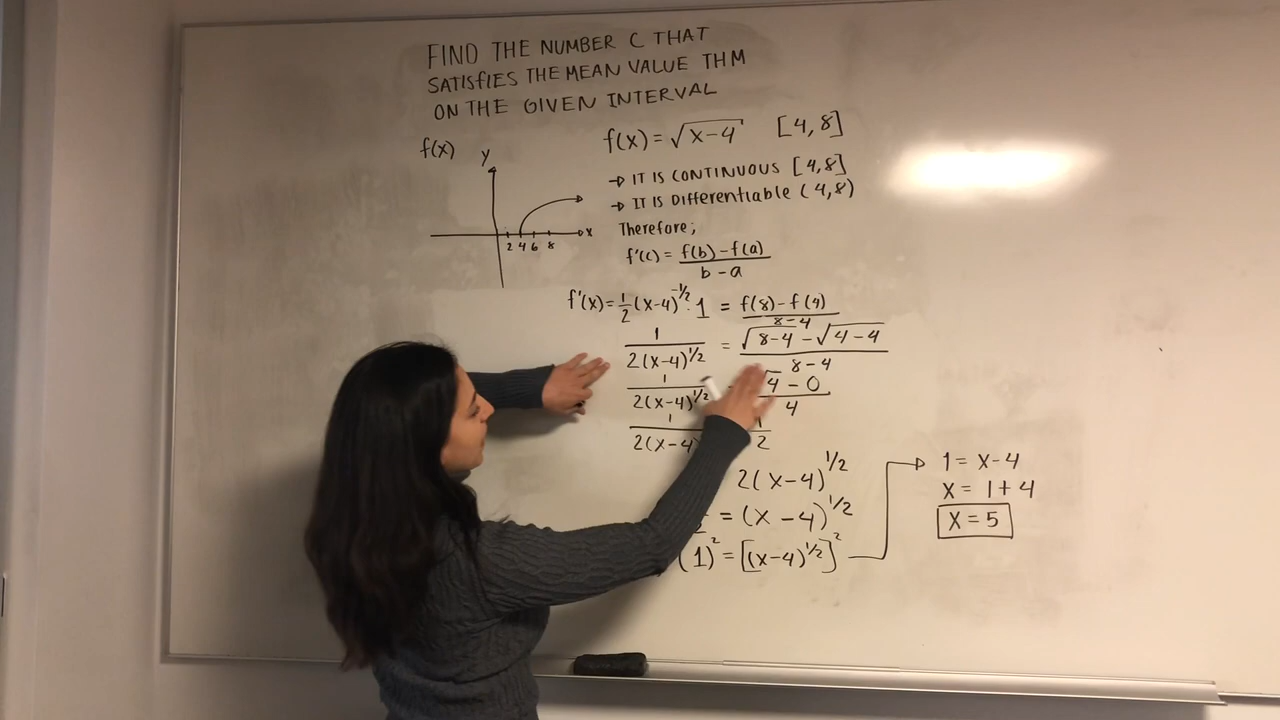 FIND THE NUMBER C THAT
SATISFIES THE MEAN VALUE THM
ON THE GIVEN INTERVAL
f(x) = √x-4 [4,8]
f(x) y
x
2 4 6 8
→ IT IS CONTINUOUS [4,8]
→ IT IS Differentiable (4,8)
Therefore;
f'(c) = f(b) - f(a)
b - a
f'(x) = 1/2 (x-4)^-1/2 · 1 = f(8) - f(4)
8-4
1 = √8-4 - √4-4
2(x-4)^1/2 8-4
1 √4 - 0
2(x-4)^1/2 4
1
2(x-4) 2
2(x-4)^1/2
= (x-4)^1/2
(1)^2 = [(x-4)^1/2]^2
1 = x-4
x = 1+4
x = 5